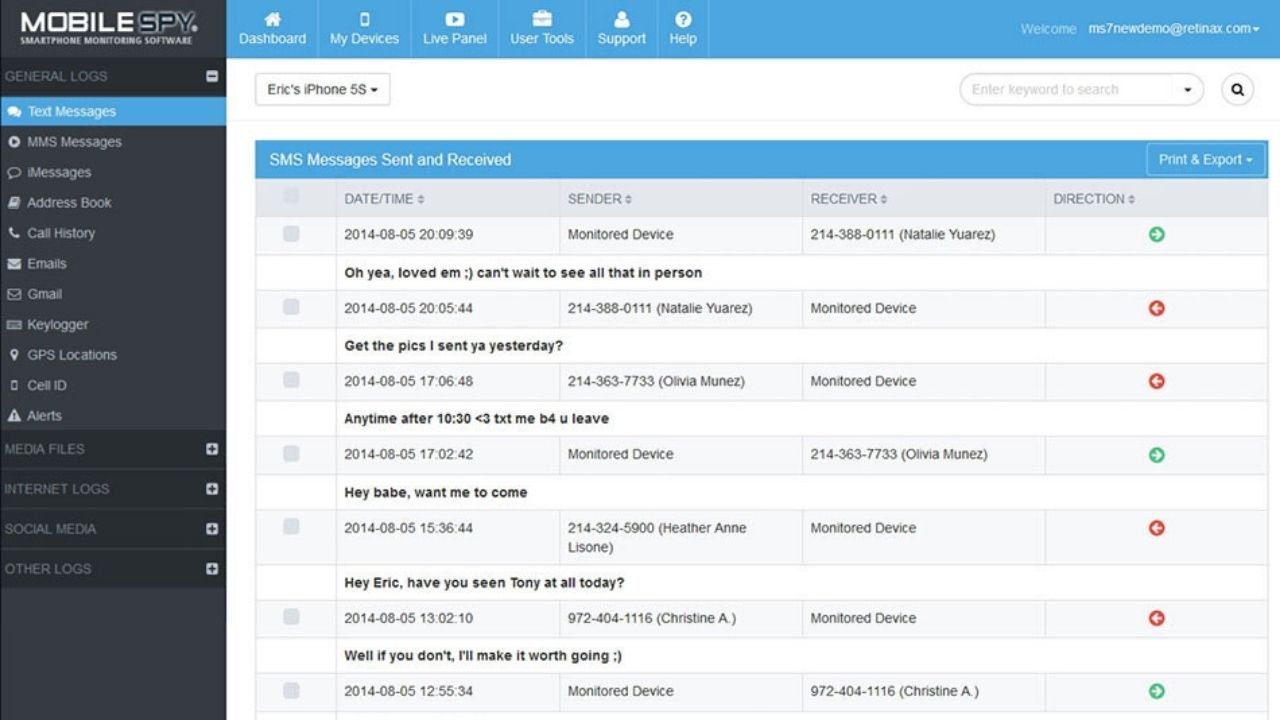 MOBILE SPY®
SMARTPHONE MONITORING SOFTWARE
Dashboard
My Devices
Live Panel
User Tools
Support
Help
Welcome ms7newdemo@retinax.com
GENERAL LOGS
Text Messages
MMS Messages
iMessages
Address Book
Call History
Emails
Gmail
Keylogger
GPS Locations
Cell ID
Alerts
MEDIA FILES
INTERNET LOGS
SOCIAL MEDIA
OTHER LOGS
Eric's iPhone 5S
Enter keyword to search
SMS Messages Sent and Received
Print & Export
DATE/TIME SENDER RECEIVER DIRECTION
2014-08-05 20:09:39 Monitored Device 214-388-0111 (Natalie Yuarez)
Oh yea, loved em ;) can't wait to see all that in person
2014-08-05 20:05:44 214-388-0111 (Natalie Yuarez) Monitored Device
Get the pics I sent ya yesterday?
2014-08-05 17:06:48 214-363-7733 (Olivia Munez) Monitored Device
Anytime after 10:30 <3 txt me b4 u leave
2014-08-05 17:02:42 Monitored Device 214-363-7733 (Olivia Munez)
Hey babe, want me to come
2014-08-05 15:36:44 214-324-5900 (Heather Anne Monitored Device
Lisone)
Hey Eric, have you seen Tony at all today?
2014-08-05 13:02:10 972-404-1116 (Christine A.) Monitored Device
Well if you don't, I'll make it worth going ;)
2014-08-05 12:55:34 Monitored Device 972-404-1116 (Christine A.)